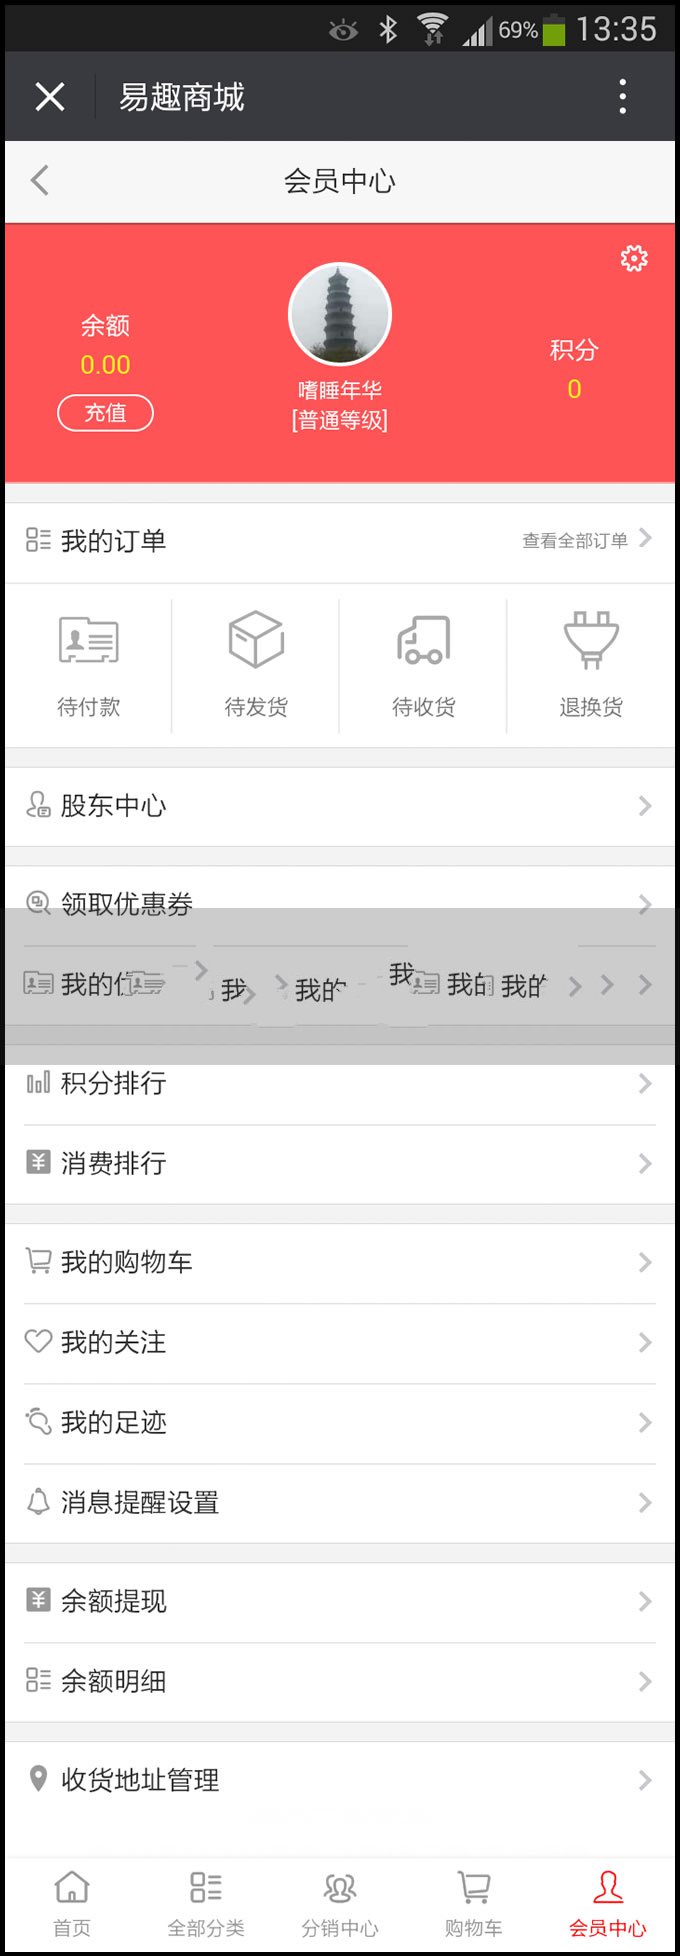 69% 13:35
易趣商城
会员中心
余额
0.00
充值
嗜睡年华
[普通等级]
积分
0
我的订单 查看全部订单
待付款 待发货 待收货 退换货
股东中心
领取优惠券
我的 我 我的 我 我的 我的
积分排行
消费排行
我的购物车
我的关注
我的足迹
消息提醒设置
余额提现
余额明细
收货地址管理
首页 全部分类 分销中心 购物车 会员中心